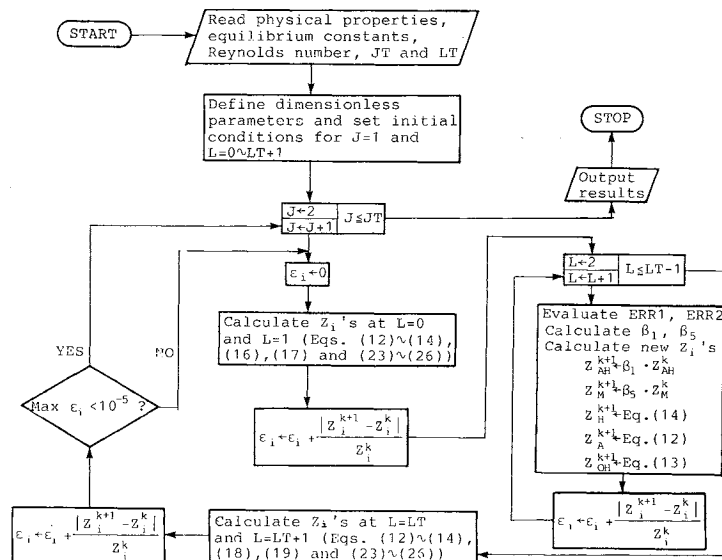 START
Read physical properties,
equilibrium constants,
Reynolds number, JT and LT
Define dimensionless
parameters and set initial
conditions for J=1 and
L=0~LT+1
STOP
Output
results
J←2
J←J+1
J≦JT
ε_i←0
Calculate Z_i's at L=0
and L=1 (Eqs. (12)~(14),
(16),(17) and (23)~(26))
ε_i←ε_i + |Z_i^{k+1} - Z_i^k| / Z_i^k
L←2
L←L+1
L≦LT-1
Evaluate ERR1, ERR2
Calculate β_1, β_5
Calculate new Z_i's
Z_{AH}^{k+1}←β_1 · Z_{AH}^k
Z_M^{k+1}←β_5 · Z_M^k
Z_H^{k+1}←Eq.(14)
Z_A^{k+1}←Eq.(12)
Z_{OH}^{k+1}←Eq.(13)
ε_i←ε_i + |Z_i^{k+1} - Z_i^k| / Z_i^k
Calculate Z_i's at L=LT
and L=LT+1 (Eqs. (12)~(14),
(18),(19) and (23)~(26))
ε_i←ε_i + |Z_i^{k+1} - Z_i^k| / Z_i^k
Max ε_i <10^{-5} ?
YES
NO